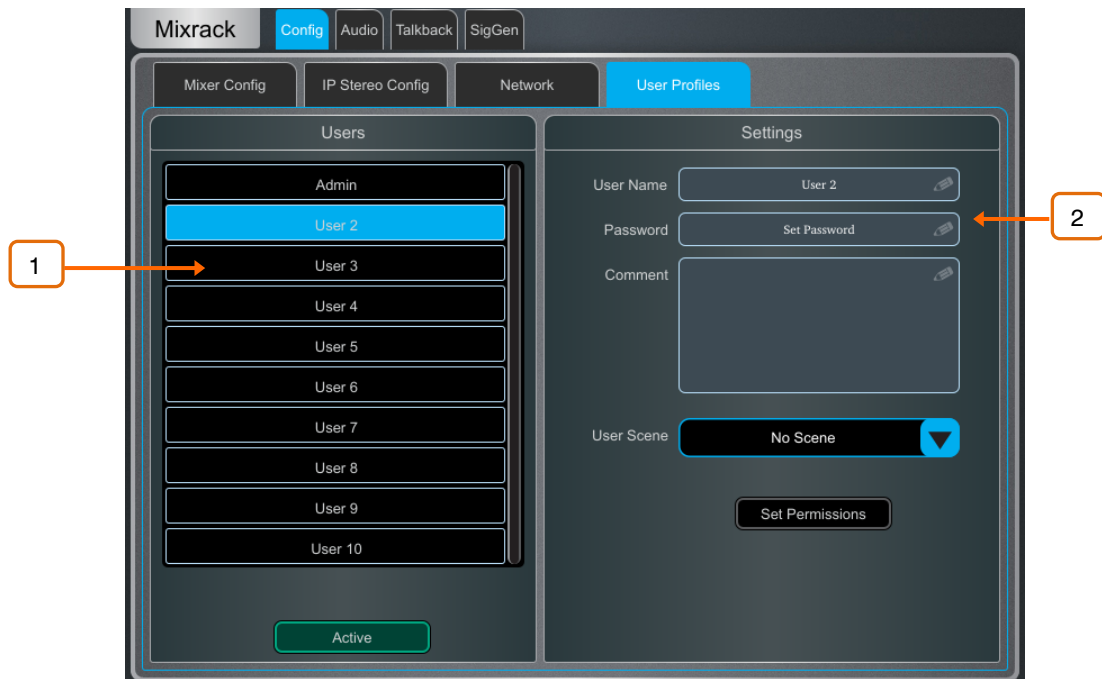 Mixrack Config Audio Talkback SigGen
Mixer Config IP Stereo Config Network User Profiles
Users
Admin
User 2
User 3
User 4
User 5
User 6
User 7
User 8
User 9
User 10
Active
Settings
User Name User 2
Password Set Password
Comment
User Scene No Scene
Set Permissions
1
2